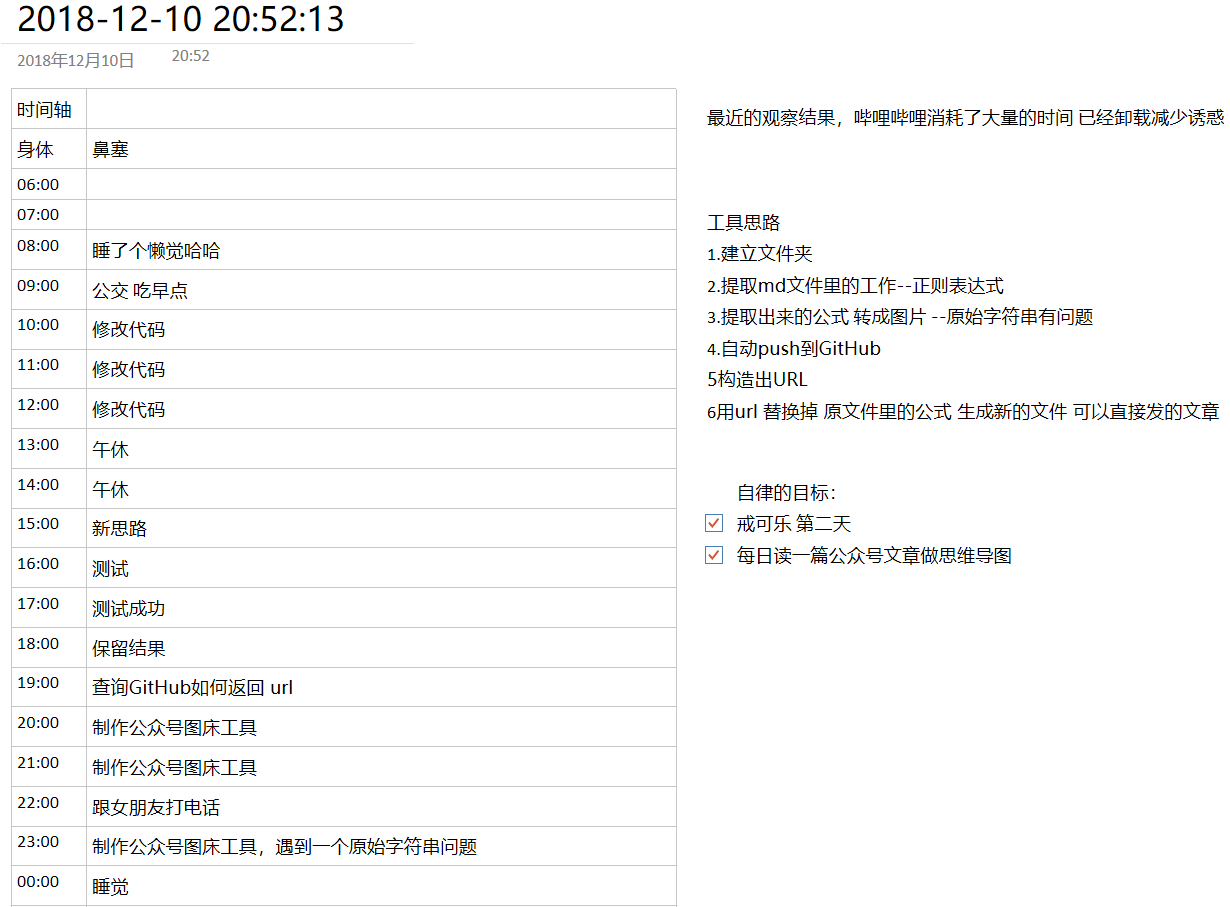 2018-12-10 20:52:13
2018年12月10日 20:52
时间轴
身体 鼻塞
06:00
07:00
08:00 睡了个懒觉哈哈
09:00 公交 吃早点
10:00 修改代码
11:00 修改代码
12:00 修改代码
13:00 午休
14:00 午休
15:00 新思路
16:00 测试
17:00 测试成功
18:00 保留结果
19:00 查询GitHub如何返回 url
20:00 制作公众号图床工具
21:00 制作公众号图床工具
22:00 跟女朋友打电话
23:00 制作公众号图床工具，遇到一个原始字符串问题
00:00 睡觉
最近的观察结果，哔哩哔哩消耗了大量的时间 已经卸载减少诱惑
工具思路
1.建立文件夹
2.提取md文件里的工作--正则表达式
3.提取出来的公式 转成图片 --原始字符串有问题
4.自动push到GitHub
5构造出URL
6用url 替换掉 原文件里的公式 生成新的文件 可以直接发的文章
自律的目标：
戒可乐 第二天
每日读一篇公众号文章做思维导图